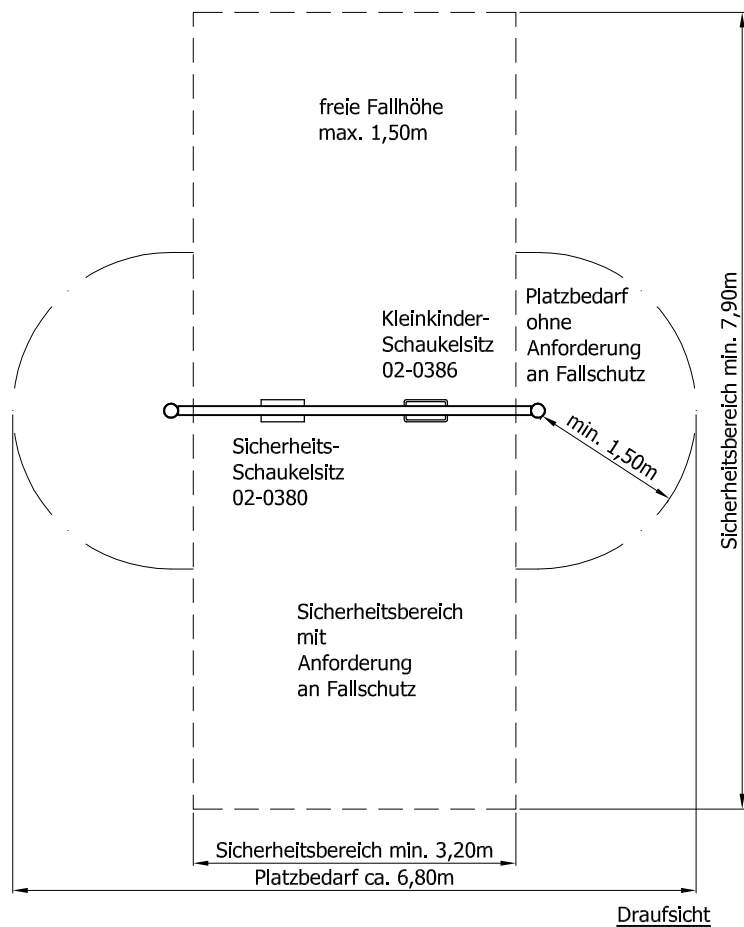 freie Fallhöhe
max. 1,50m
Platzbedarf
ohne
Anforderung
an Fallschutz
Kleinkinder-
Schaukelsitz
02-0386
min. 1,50m
Sicherheitsbereich min. 7,90m
Sicherheits-
Schaukelsitz
02-0380
Sicherheitsbereich
mit
Anforderung
an Fallschutz
Sicherheitsbereich min. 3,20m
Platzbedarf ca. 6,80m
Draufsicht